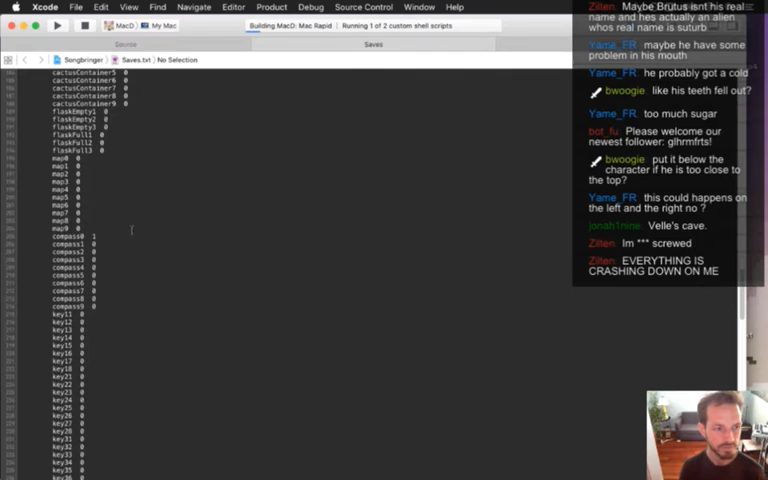 Xcode File Edit View Find Navigate Editor Product Debug Source Control Window Help
MacD My Mac
Building MacD: Mac Rapid Running 1 of 2 custom shell scripts
Source Saves
Songbringer Saves.txt No Selection
cactusContainer5 0
cactusContainer6 0
cactusContainer7 0
cactusContainer8 0
cactusContainer9 0
flaskEmpty1 0
flaskEmpty2 0
flaskEmpty3 0
flaskFull1 0
flaskFull2 0
flaskFull3 0
map0 0
map1 0
map2 0
map3 0
map4 0
map5 0
map6 0
map7 0
map8 0
map9 0
compass0 1
compass1 0
compass2 0
compass3 0
compass4 0
compass5 0
compass6 0
compass7 0
compass8 0
compass9 0
key11 0
key12 0
key13 0
key14 0
key15 0
key16 0
key17 0
key18 0
key21 0
key22 0
key23 0
key24 0
key25 0
key26 0
key27 0
key28 0
key31 0
key32 0
key33 0
key34 0
key35 0
key36 0
Zilten: Maybe Brutus isn't his real
name and hes actually an alien
whos real name is suturb
Yame_FR maybe he have some
problem in his mouth
Yame_FR he probably got a cold
bwoogie like his teeth fell out?
Yame_FR too much sugar
bot_fu Please welcome our
newest follower: glhrmfrts!
bwoogie put it below the
character if he is too close to
the top?
Yame_FR this could happens on
the left and the right no ?
jonah1nine Velle's cave.
Zilten: Im *** screwed
Zilten: EVERYTHING IS
CRASHING DOWN ON ME